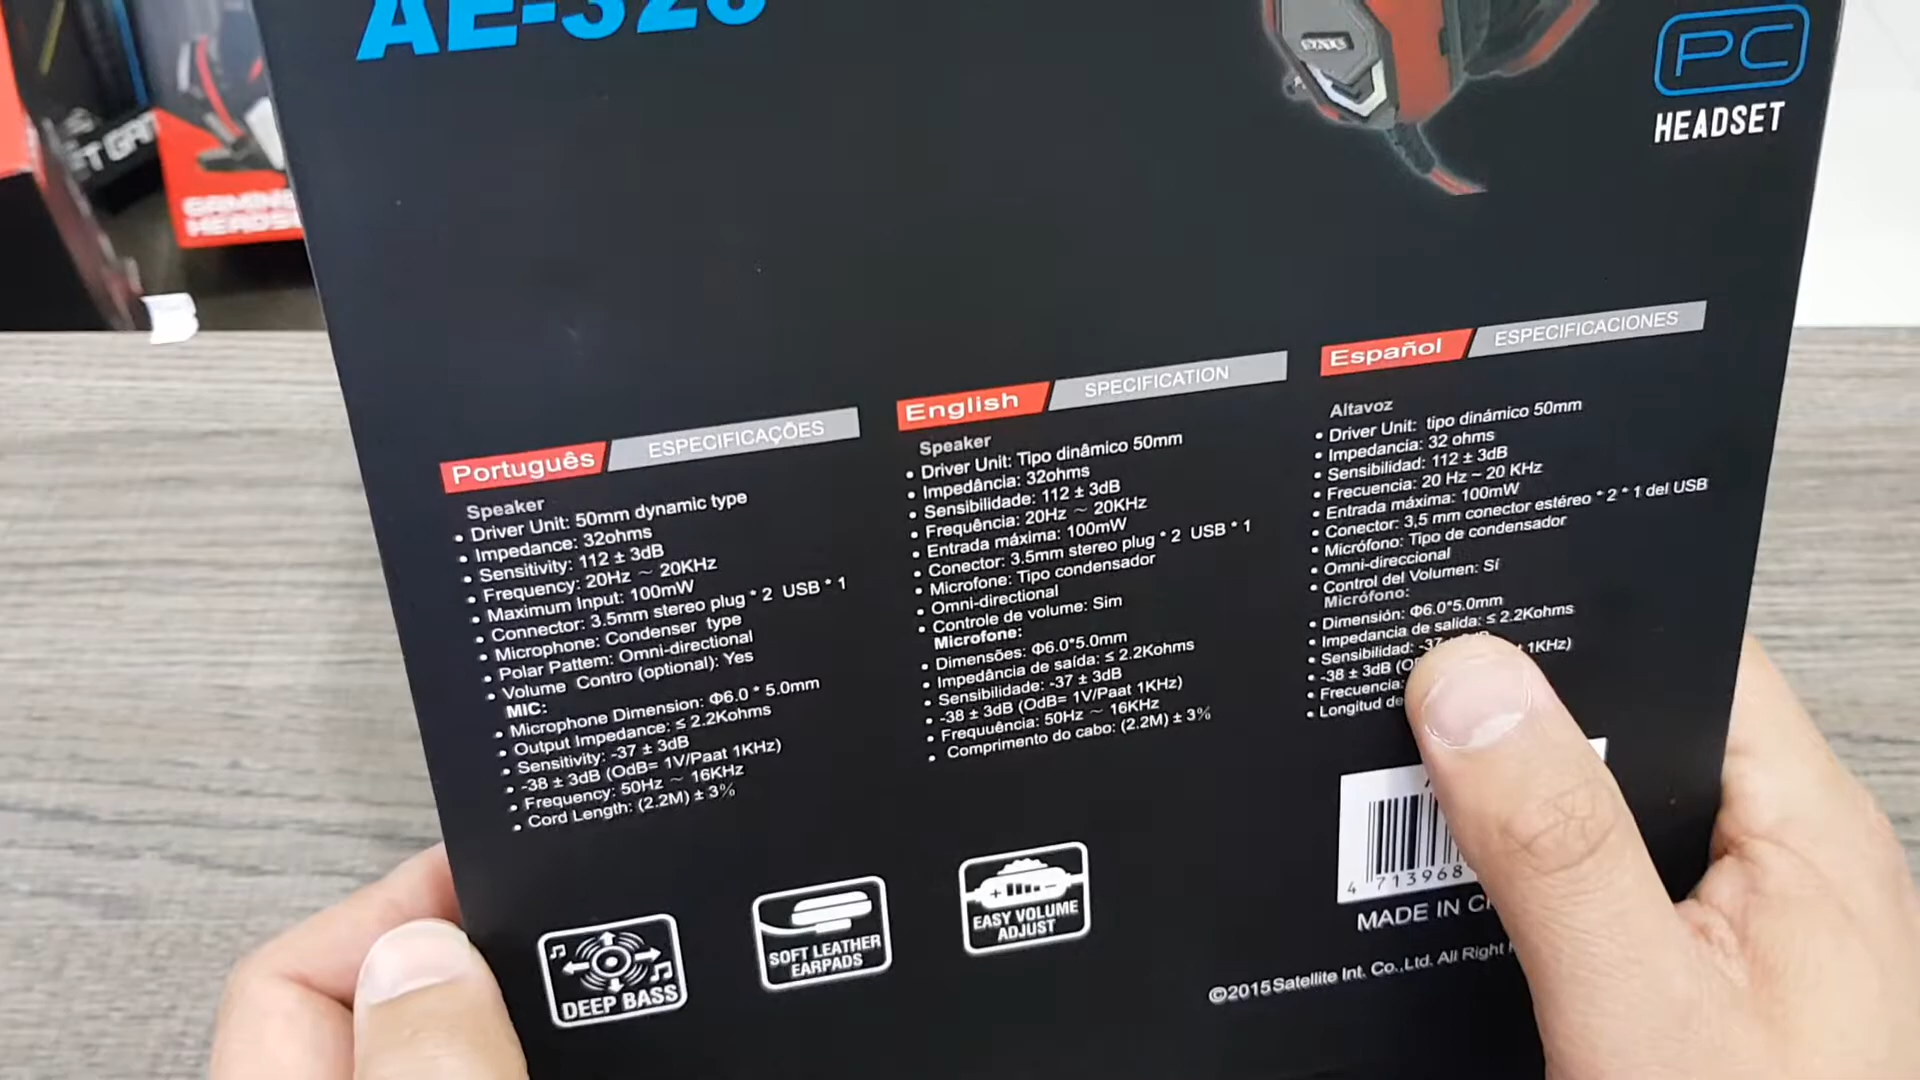 PC
HEADSET
GAMING
Português ESPECIFICAÇÕES
Speaker
• Driver Unit: 50mm dynamic type
• Impedance: 32ohms
• Sensitivity: 112 ± 3dB
• Frequency: 20Hz ~ 20KHz
• Maximum Input: 100mW
• Connector: 3.5mm stereo plug * 2 USB * 1
• Microphone: Condenser type
• Polar Pattem: Omni-directional
• Volume Contro (optional): Yes
MIC:
• Microphone Dimension: Φ6.0 * 5.0mm
• Output Impedance: ≤ 2.2Kohms
• Sensitivity: -37 ± 3dB
• -38 ± 3dB (OdB= 1V/Paat 1KHz)
• Frequency: 50Hz ~ 16KHz
• Cord Length: (2.2M) ± 3%
English SPECIFICATION
Speaker
• Driver Unit: Tipo dinâmico 50mm
• Impedância: 32ohms
• Sensibilidade: 112 ± 3dB
• Frequência: 20Hz ~ 20KHz
• Entrada máxima: 100mW
• Conector: 3.5mm stereo plug * 2 USB * 1
• Microfone: Tipo condensador
• Omni-directional
• Controle de volume: Sim
Microfone:
• Dimensões: Φ6.0*5.0mm
• Impedância de saída: ≤ 2.2Kohms
• Sensibilidade: -37 ± 3dB
• -38 ± 3dB (OdB= 1V/Paat 1KHz)
• Frequuência: 50Hz ~ 16KHz
• Comprimento do cabo: (2.2M) ± 3%
Español ESPECIFICACIONES
Altavoz
• Driver Unit: tipo dinámico 50mm
• Impedancia: 32 ohms
• Sensibilidad: 112 ± 3dB
• Frecuencia: 20 Hz ~ 20 KHz
• Entrada máxima: 100mW
• Conector: 3,5 mm conector estéreo * 2 * 1 del USB
• Micrófono: Tipo de condensador
• Omni-direccional
• Control del Volumen: Sí
Micrófono:
• Dimensión: Φ6.0*5.0mm
• Impedancia de salida: ≤ 2.2Kohms
• Sensibilidad: -37
• -38 ± 3dB 1KHz)
• Frecuencia:
• Longitud de
DEEP BASS
SOFT LEATHER
EARPADS
EASY VOLUME
ADJUST
4 713968
MADE IN
©2015 Satellite Int. Co.,Ltd. All Right